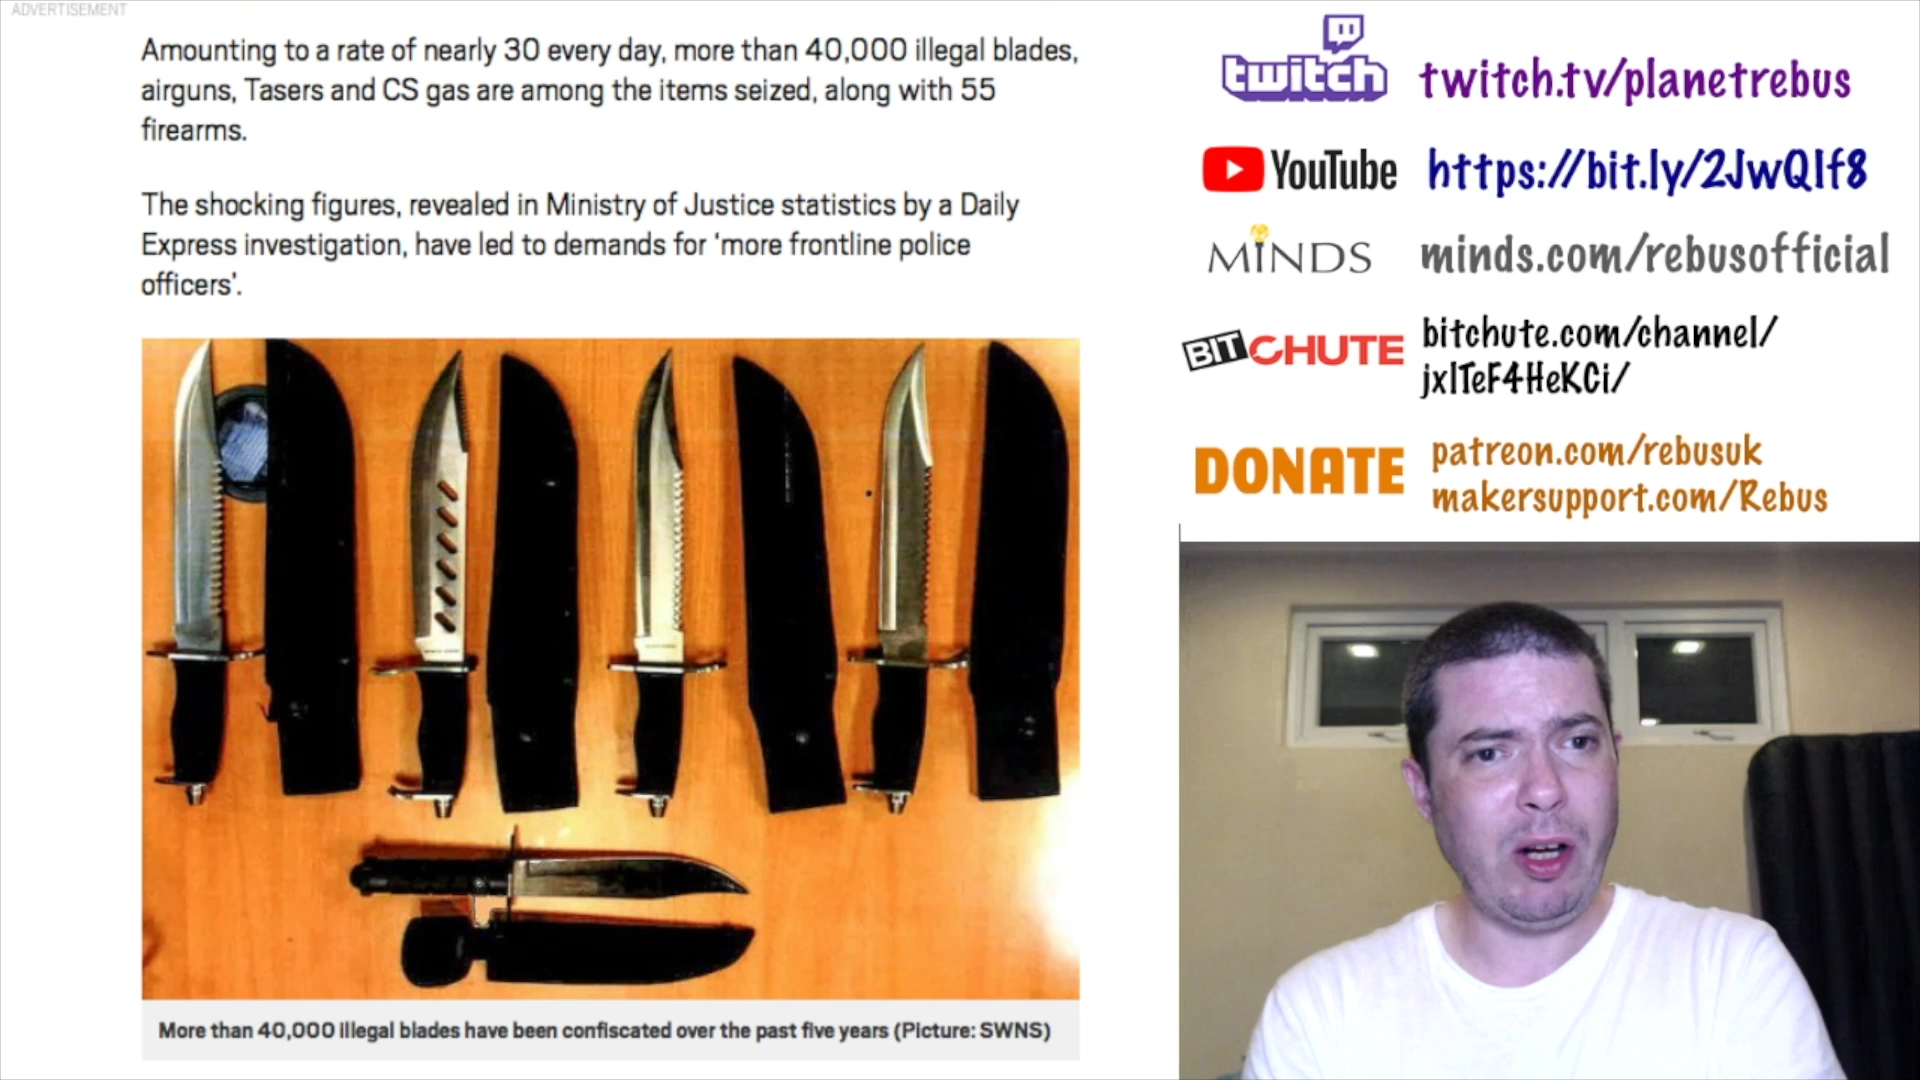 ADVERTISEMENT
Amounting to a rate of nearly 30 every day, more than 40,000 illegal blades,
airguns, Tasers and CS gas are among the items seized, along with 55
firearms.
The shocking figures, revealed in Ministry of Justice statistics by a Daily
Express investigation, have led to demands for ‘more frontline police
officers’.
More than 40,000 illegal blades have been confiscated over the past five years (Picture: SWNS)
twitch twitch.tv/planetrebus
YouTube https://bit.ly/2JwQIf8
MINDS minds.com/rebusofficial
BITCHUTE bitchute.com/channel/
jxITeF4HeKCi/
DONATE patreon.com/rebusuk
makersupport.com/Rebus